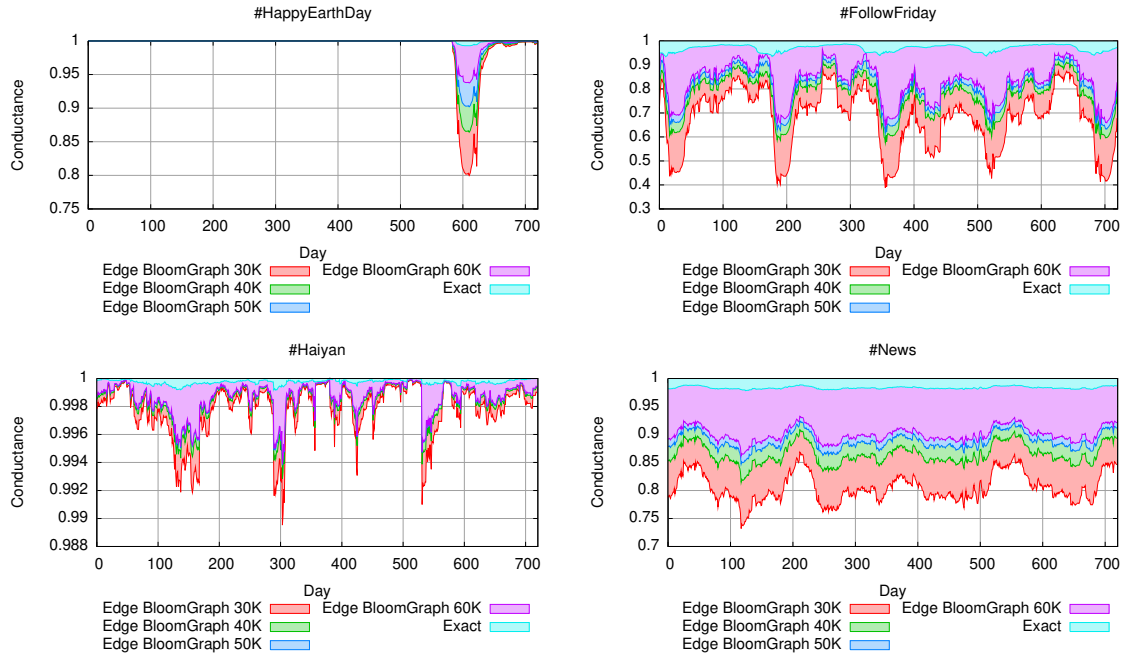 #HappyEarthDay
1
0.95
0.9
0.85
0.8
0.75
Conductance
0 100 200 300 400 500 600 700
Day
Edge BloomGraph 30K
Edge BloomGraph 40K
Edge BloomGraph 50K
Edge BloomGraph 60K
Exact
#FollowFriday
1
0.9
0.8
0.7
0.6
0.5
0.4
0.3
Conductance
0 100 200 300 400 500 600 700
Day
Edge BloomGraph 30K
Edge BloomGraph 40K
Edge BloomGraph 50K
Edge BloomGraph 60K
Exact
#Haiyan
1
0.998
0.996
0.994
0.992
0.99
0.988
Conductance
0 100 200 300 400 500 600 700
Day
Edge BloomGraph 30K
Edge BloomGraph 40K
Edge BloomGraph 50K
Edge BloomGraph 60K
Exact
#News
1
0.95
0.9
0.85
0.8
0.75
0.7
Conductance
0 100 200 300 400 500 600 700
Day
Edge BloomGraph 30K
Edge BloomGraph 40K
Edge BloomGraph 50K
Edge BloomGraph 60K
Exact